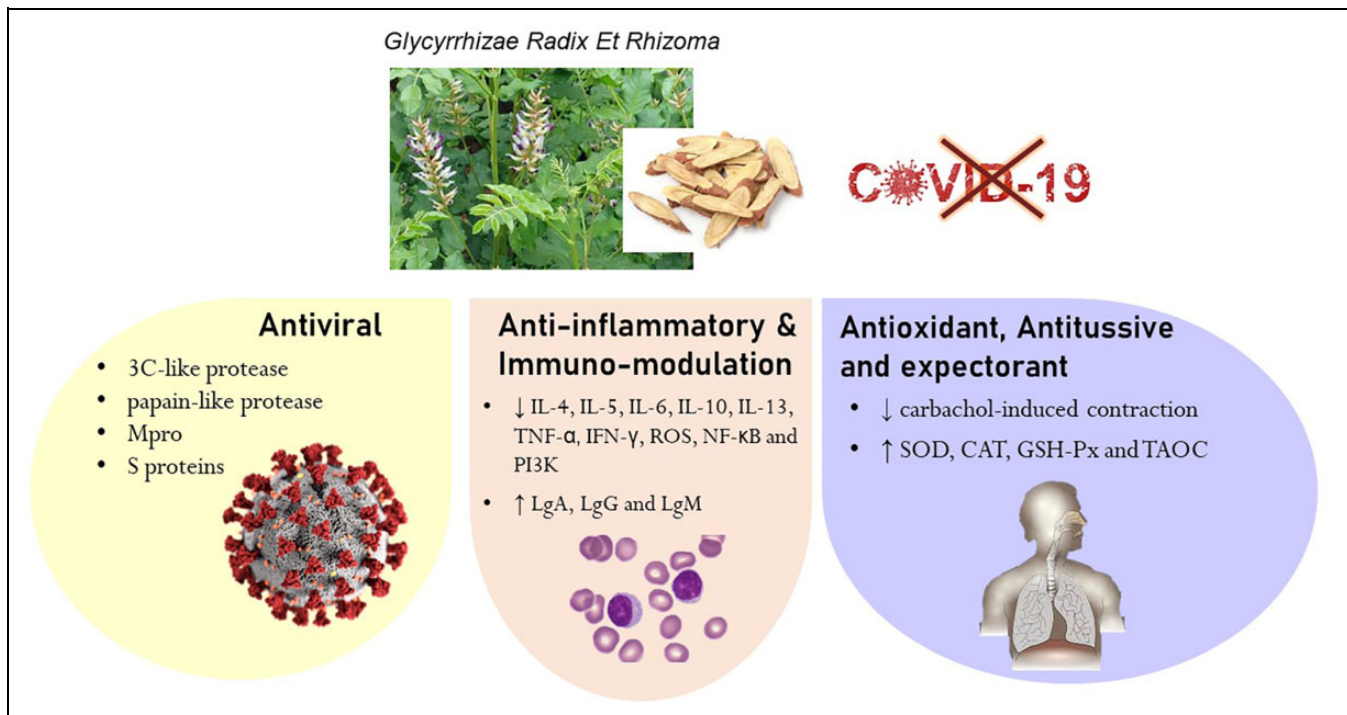 Glycyrrhizae Radix Et Rhizoma
COVID-19
Antiviral
• 3C-like protease
• papain-like protease
• Mpro
• S proteins
Anti-inflammatory &
Immuno-modulation
• ↓ IL-4, IL-5, IL-6, IL-10, IL-13,
TNF-α, IFN-γ, ROS, NF-κB and
PI3K
• ↑ LgA, LgG and LgM
Antioxidant, Antitussive
and expectorant
• ↓ carbachol-induced contraction
• ↑ SOD, CAT, GSH-Px and TAOC